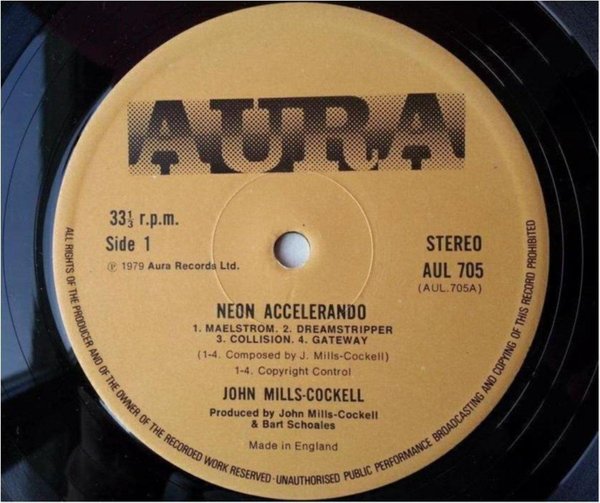 AURA
33⅓ r.p.m.
Side 1
℗ 1979 Aura Records Ltd.
STEREO
AUL 705
(AUL.705A)
NEON ACCELERANDO
1. MAELSTROM. 2. DREAMSTRIPPER
3. COLLISION. 4. GATEWAY
(1-4. Composed by J. Mills-Cockell)
1-4. Copyright Control
JOHN MILLS-COCKELL
Produced by John Mills-Cockell
& Bart Schoales
Made in England
ALL RIGHTS OF THE PRODUCER AND OF THE OWNER OF THE RECORDED WORK RESERVED · UNAUTHORISED PUBLIC PERFORMANCE BROADCASTING AND COPYING OF THIS RECORD PROHIBITED